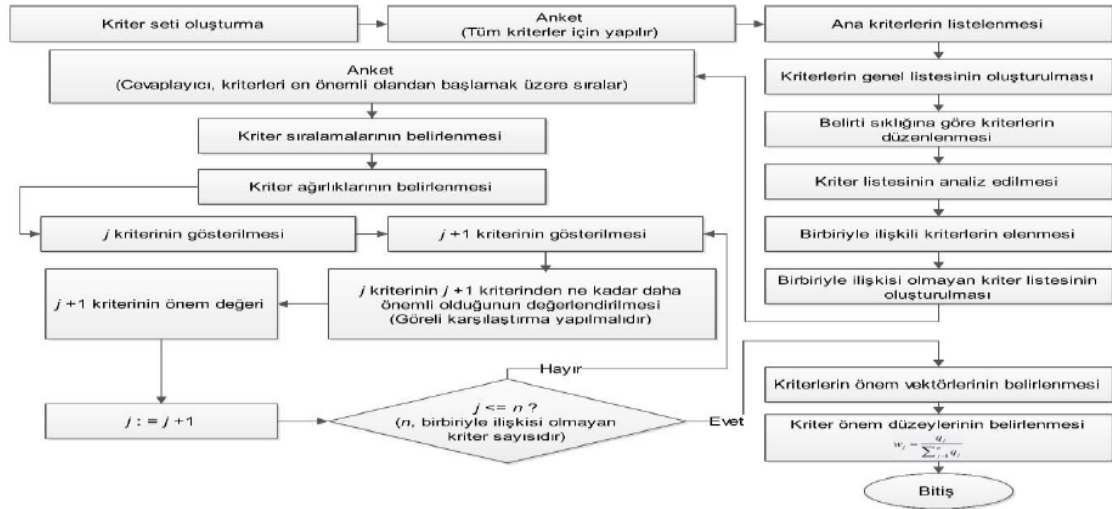 Kriter seti oluşturma
Anket
(Tüm kriterler için yapılır)
Ana kriterlerin listelenmesi
Kriterlerin genel listesinin oluşturulması
Belirti sıklığına göre kriterlerin
düzenlenmesi
Kriter listesinin analiz edilmesi
Birbiriyle ilişkili kriterlerin elenmesi
Birbiriyle ilişkisi olmayan kriter listesinin
oluşturulması
Anket
(Cevaplayıcı, kriterleri en önemli olandan başlamak üzere sıralar)
Kriter sıralamalarının belirlenmesi
Kriter ağırlıklarının belirlenmesi
j kriterinin gösterilmesi
j +1 kriterinin gösterilmesi
j kriterinin j +1 kriterinden ne kadar daha
önemli olduğunun değerlendirilmesi
(Göreli karşılaştırma yapılmalıdır)
j +1 kriterinin önem değeri
j : = j +1
j <= n ?
(n, birbiriyle ilişkisi olmayan
kriter sayısıdır)
Hayır
Evet
Kriterlerin önem vektörlerinin belirlenmesi
Kriter önem düzeylerinin belirlenmesi
Bitiş